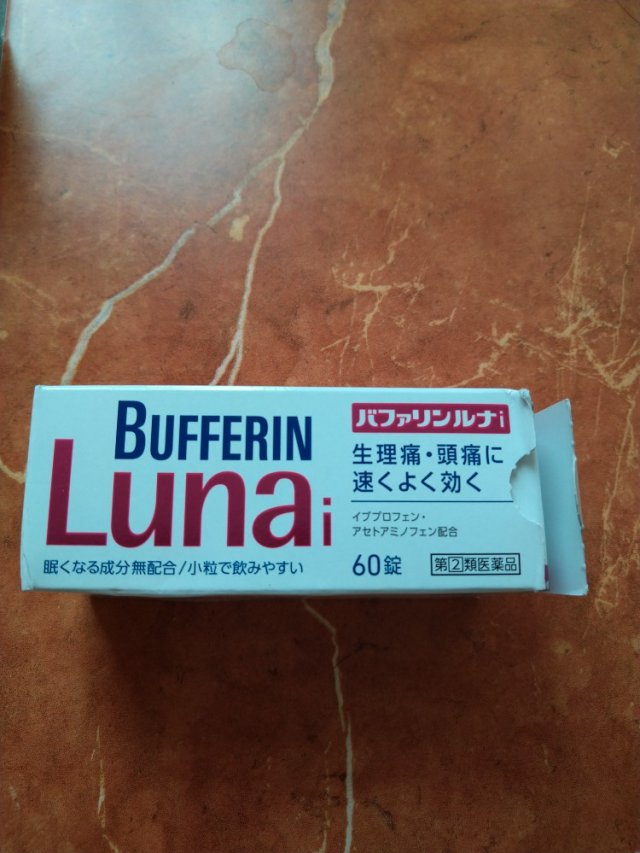 BUFFERIN
Lunai
眠くなる成分無配合/小粒で飲みやすい
バファリンルナi
生理痛・頭痛に
速くよく効く
イブプロフェン・
アセトアミノフェン配合
60錠
第②類医薬品